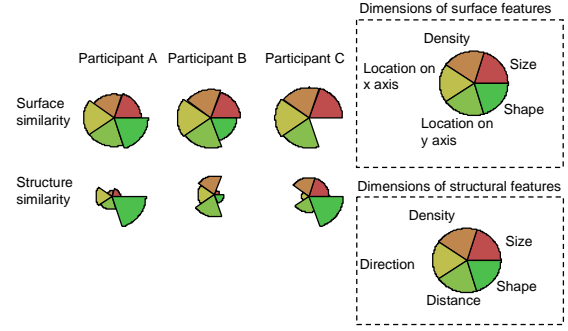 Dimensions of surface features
Participant A
Participant B
Participant C
Density
Size
Location on
x axis
Shape
Location on
y axis
Surface
similarity
Structure
similarity
Dimensions of structural features
Density
Size
Direction
Shape
Distance